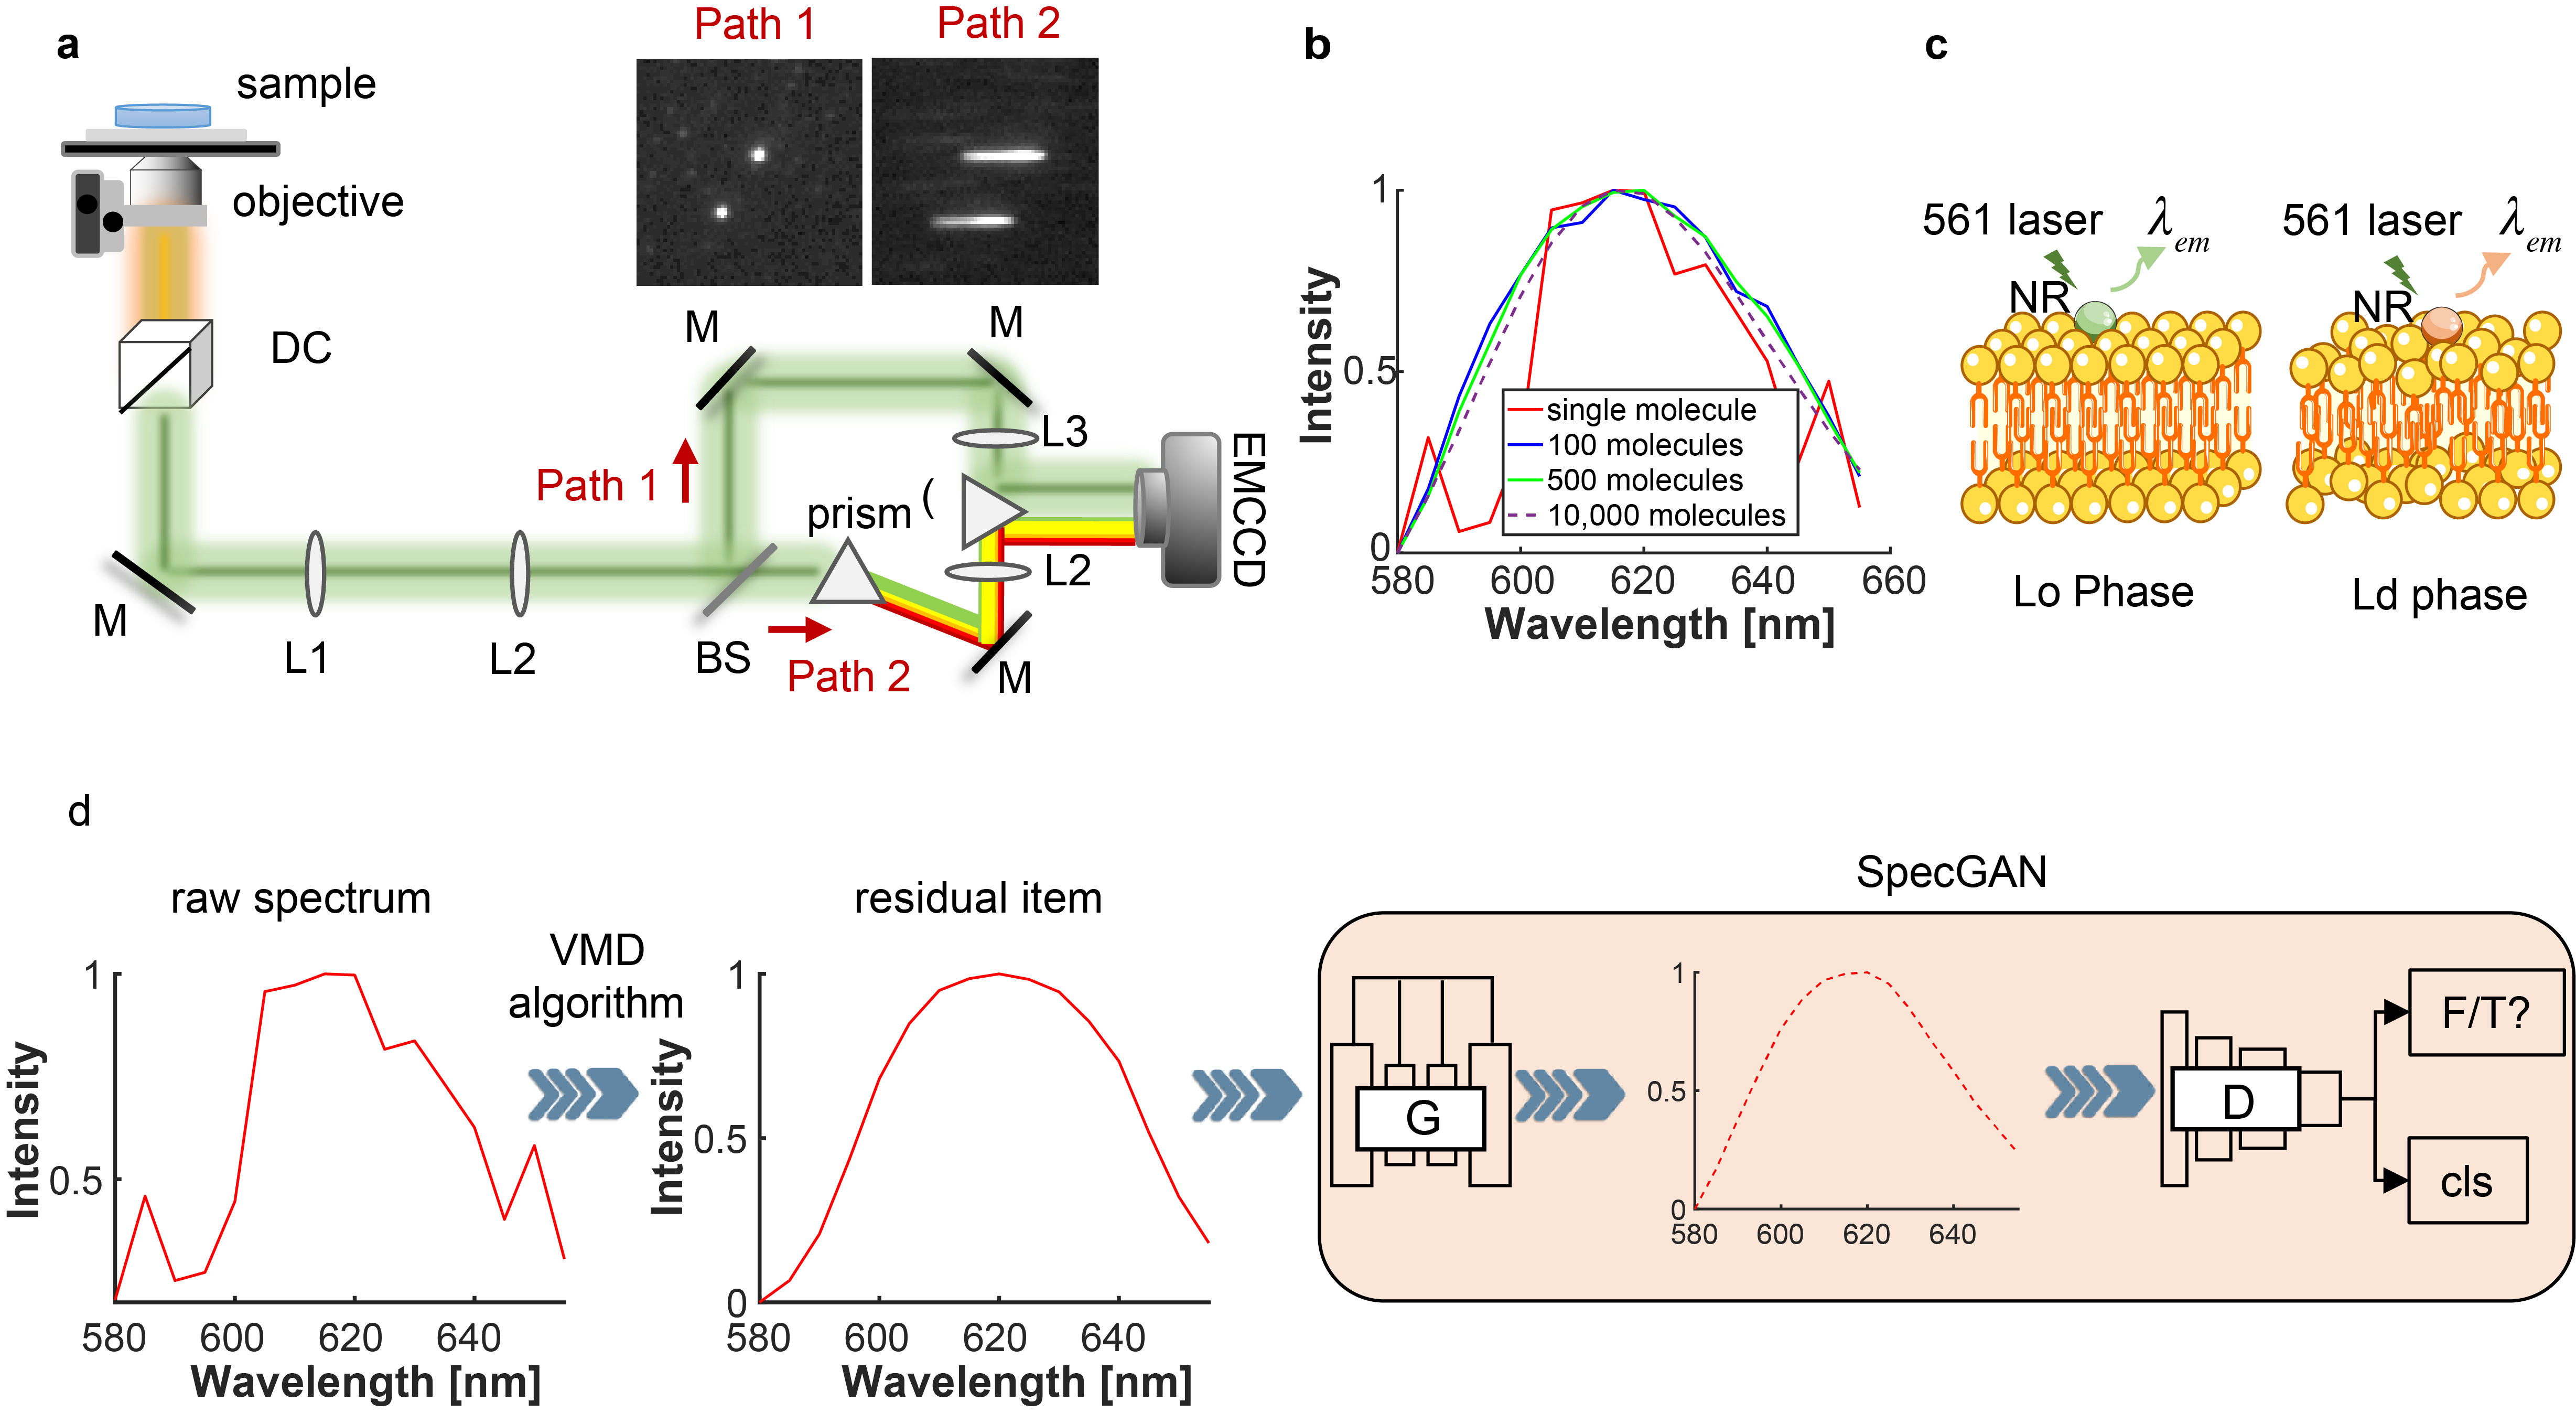 a
Path 1
Path 2
sample
objective
DC
M
M
L3
Path 1
prism (
EMCCD
L2
M
L1
L2
BS
Path 2
M
b
1
0.5
0
Intensity
single molecule
100 molecules
500 molecules
10,000 molecules
580 600 620 640 660
Wavelength [nm]
c
561 laser λem
NR
Lo Phase
561 laser λem
NR
Ld phase
d
raw spectrum
1
0.5
Intensity
580 600 620 640
Wavelength [nm]
VMD
algorithm
residual item
1
0.5
0
Intensity
580 600 620 640
Wavelength [nm]
SpecGAN
G
1
0.5
0
580 600 620 640
D
F/T?
cls